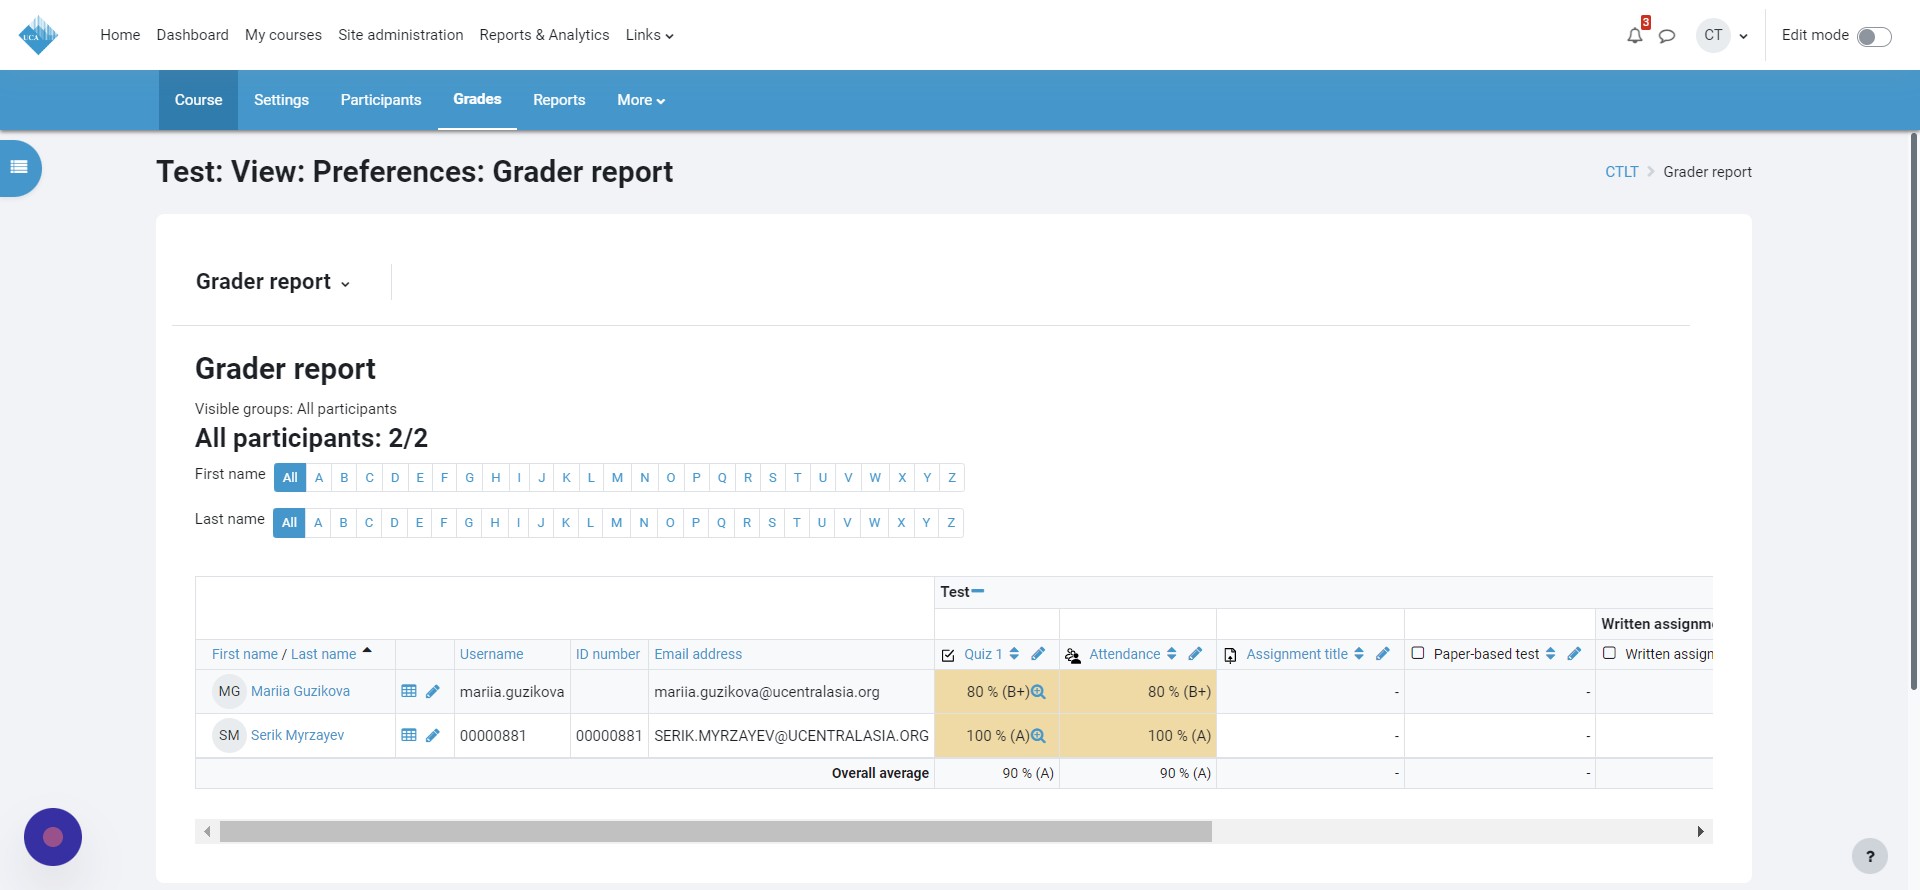 UCA
Home Dashboard My courses Site administration Reports & Analytics Links 3 CT Edit mode
Course Settings Participants Grades Reports More
Test: View: Preferences: Grader report
CTLT Grader report
Grader report
Grader report
Visible groups: All participants
All participants: 2/2
First name All A B C D E F G H I J K L M N O P Q R S T U V W X Y Z
Last name All A B C D E F G H I J K L M N O P Q R S T U V W X Y Z
Test
Written assignm
First name / Last name Username ID number Email address Quiz 1 Attendance Assignment title Paper-based test Written assign
MG Mariia Guzikova mariia.guzikova mariia.guzikova@ucentralasia.org 80 % (B+) 80 % (B+) - -
SM Serik Myrzayev 00000881 00000881 SERIK.MYRZAYEV@UCENTRALASIA.ORG 100 % (A) 100 % (A) - -
Overall average 90 % (A) 90 % (A) - -
?